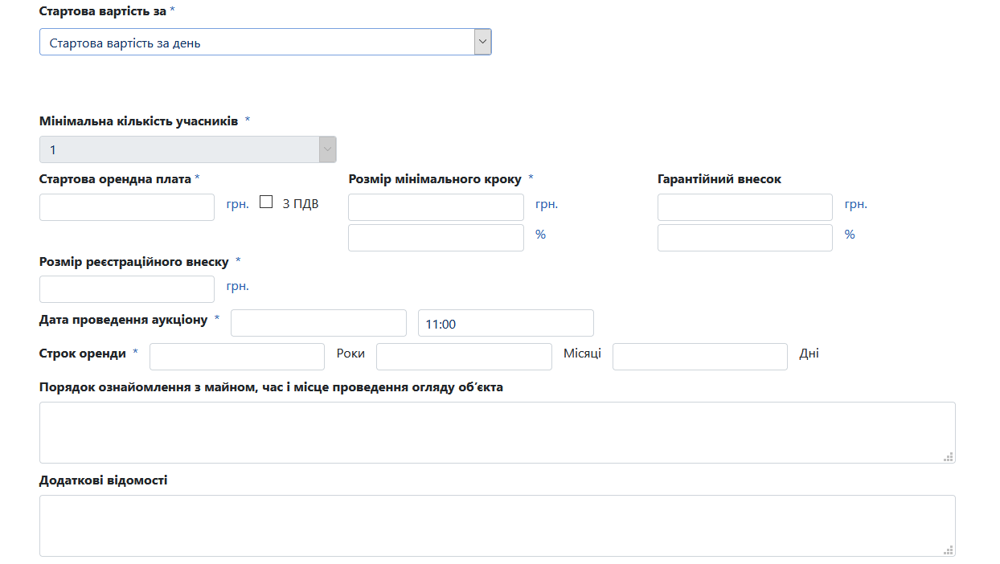 Стартова вартість за *
Стартова вартість за день
Мінімальна кількість учасників *
1
Стартова орендна плата * Розмір мінімального кроку * Гарантійний внесок
грн. З ПДВ грн. грн.
% %
Розмір реєстраційного внеску *
грн.
Дата проведення аукціону * 11:00
Строк оренди * Роки Місяці Дні
Порядок ознайомлення з майном, час і місце проведення огляду об’єкта
Додаткові відомості